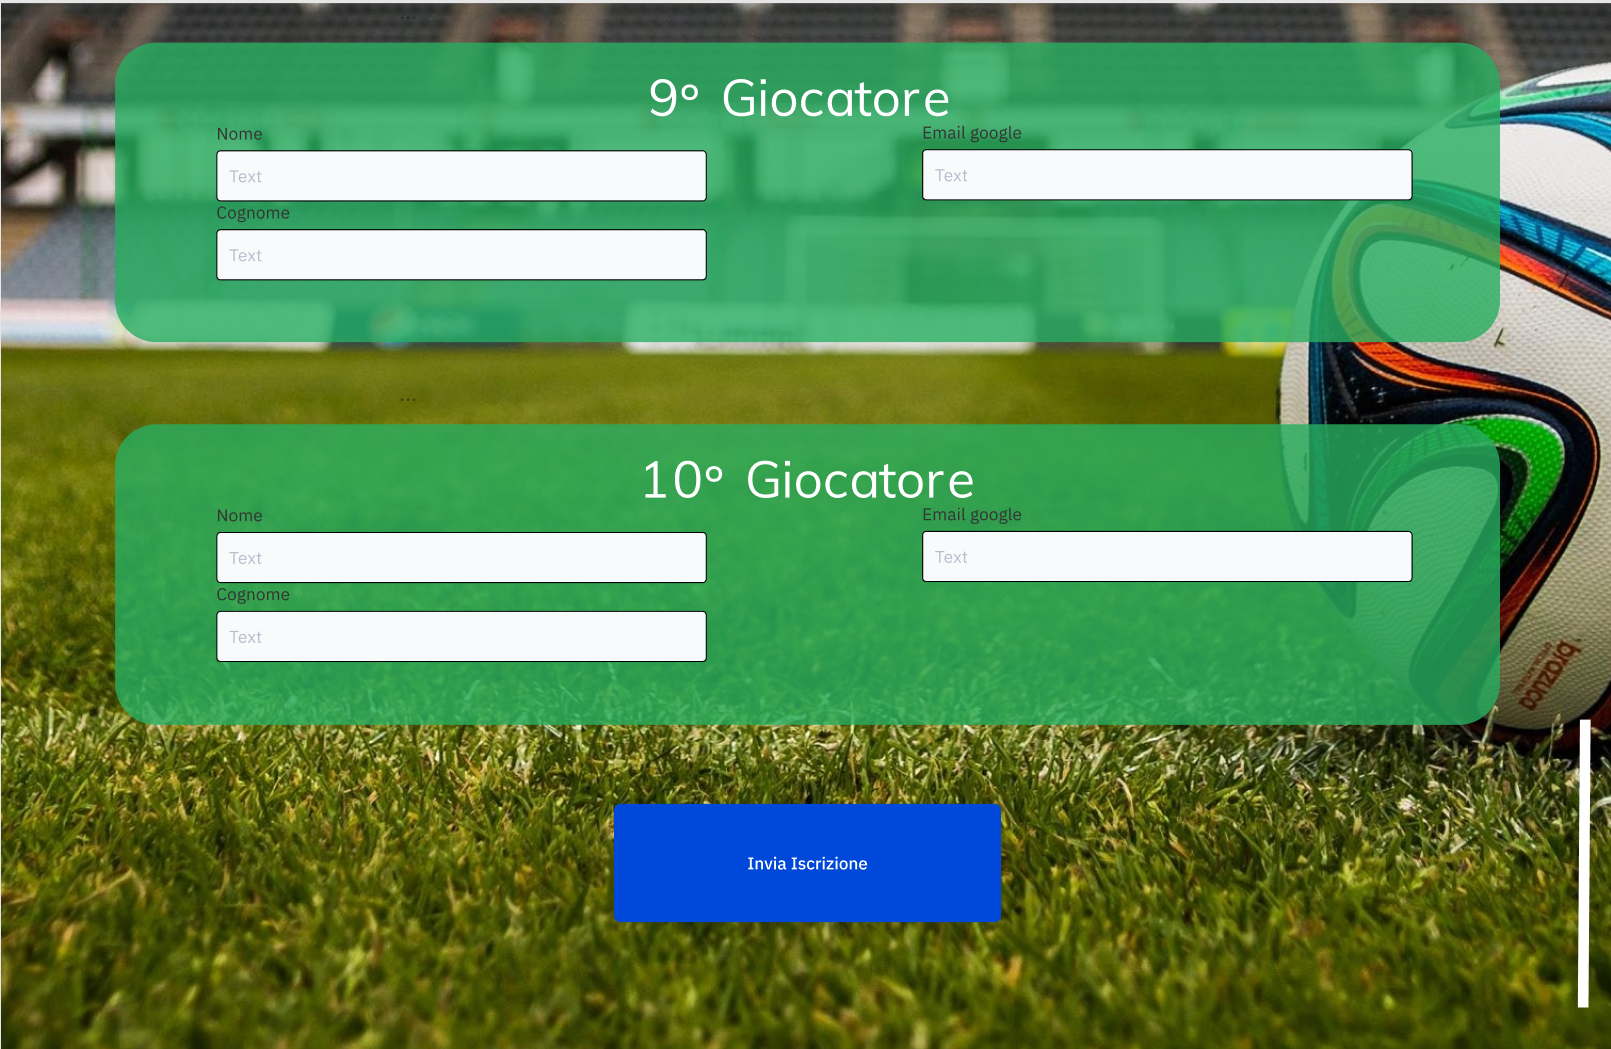 ...
9° Giocatore
Nome
Email google
Text
Text
Cognome
Text
...
10° Giocatore
Nome
Email google
Text
Text
Cognome
Text
brazuca
Invia Iscrizione